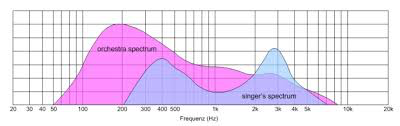 orchestra spectrum
singer's spectrum
20 30 40 50 100 200 300 400 500 1k 2k 3k 4k 5k 10k 20k
Frequenz (Hz)